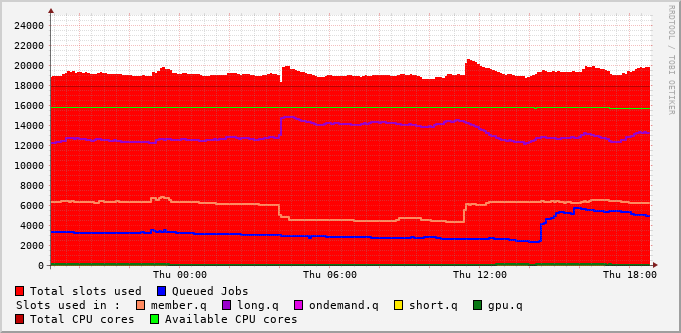 RRDTOOL / TOBI OETIKER
24000
22000
20000
18000
16000
14000
12000
10000
8000
6000
4000
2000
0
Thu 00:00 Thu 06:00 Thu 12:00 Thu 18:00
Total slots used Queued Jobs
Slots used in : member.q long.q ondemand.q short.q gpu.q
Total CPU cores Available CPU cores